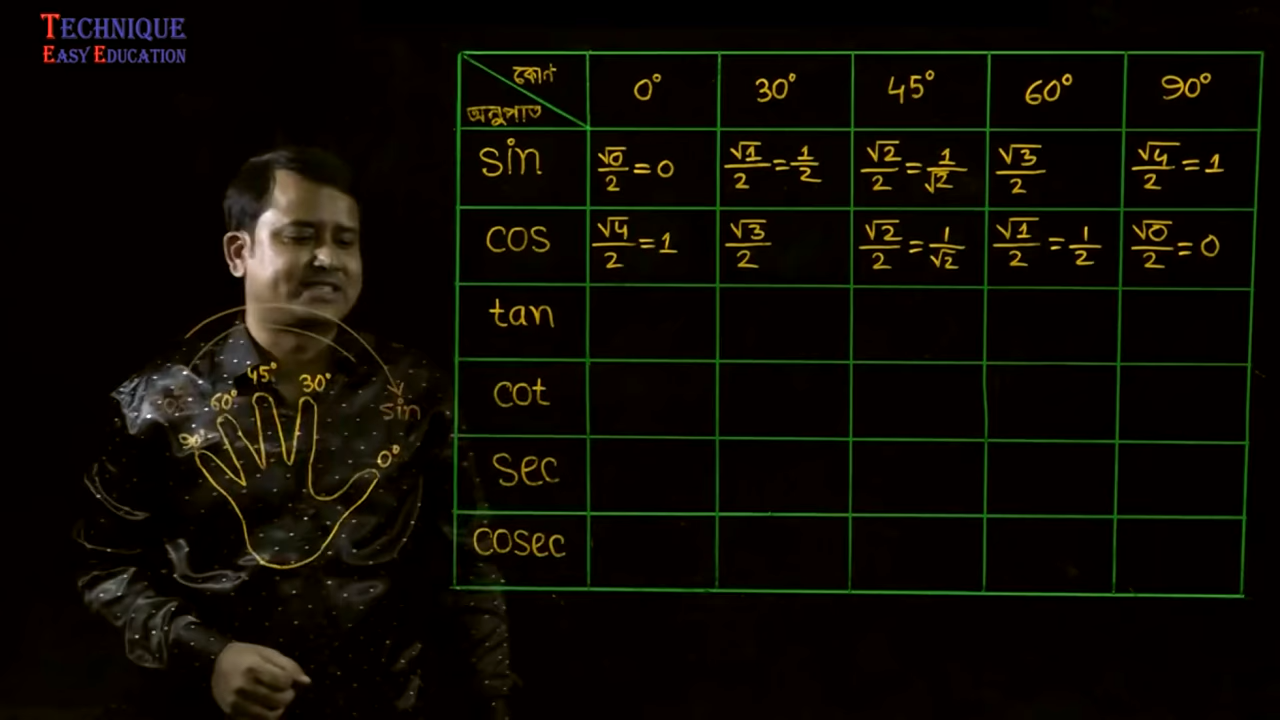 TECHNIQUE
EASY EDUCATION
কোণ
অনুপাত
0° 30° 45° 60° 90°
sin √0/2=0 √1/2=1/2 √2/2=1/√2 √3/2 √4/2=1
cos √4/2=1 √3/2 √2/2=1/√2 √1/2=1/2 √0/2=0
tan
cot
sec
cosec
45° 30°
60° sin
90° 0°